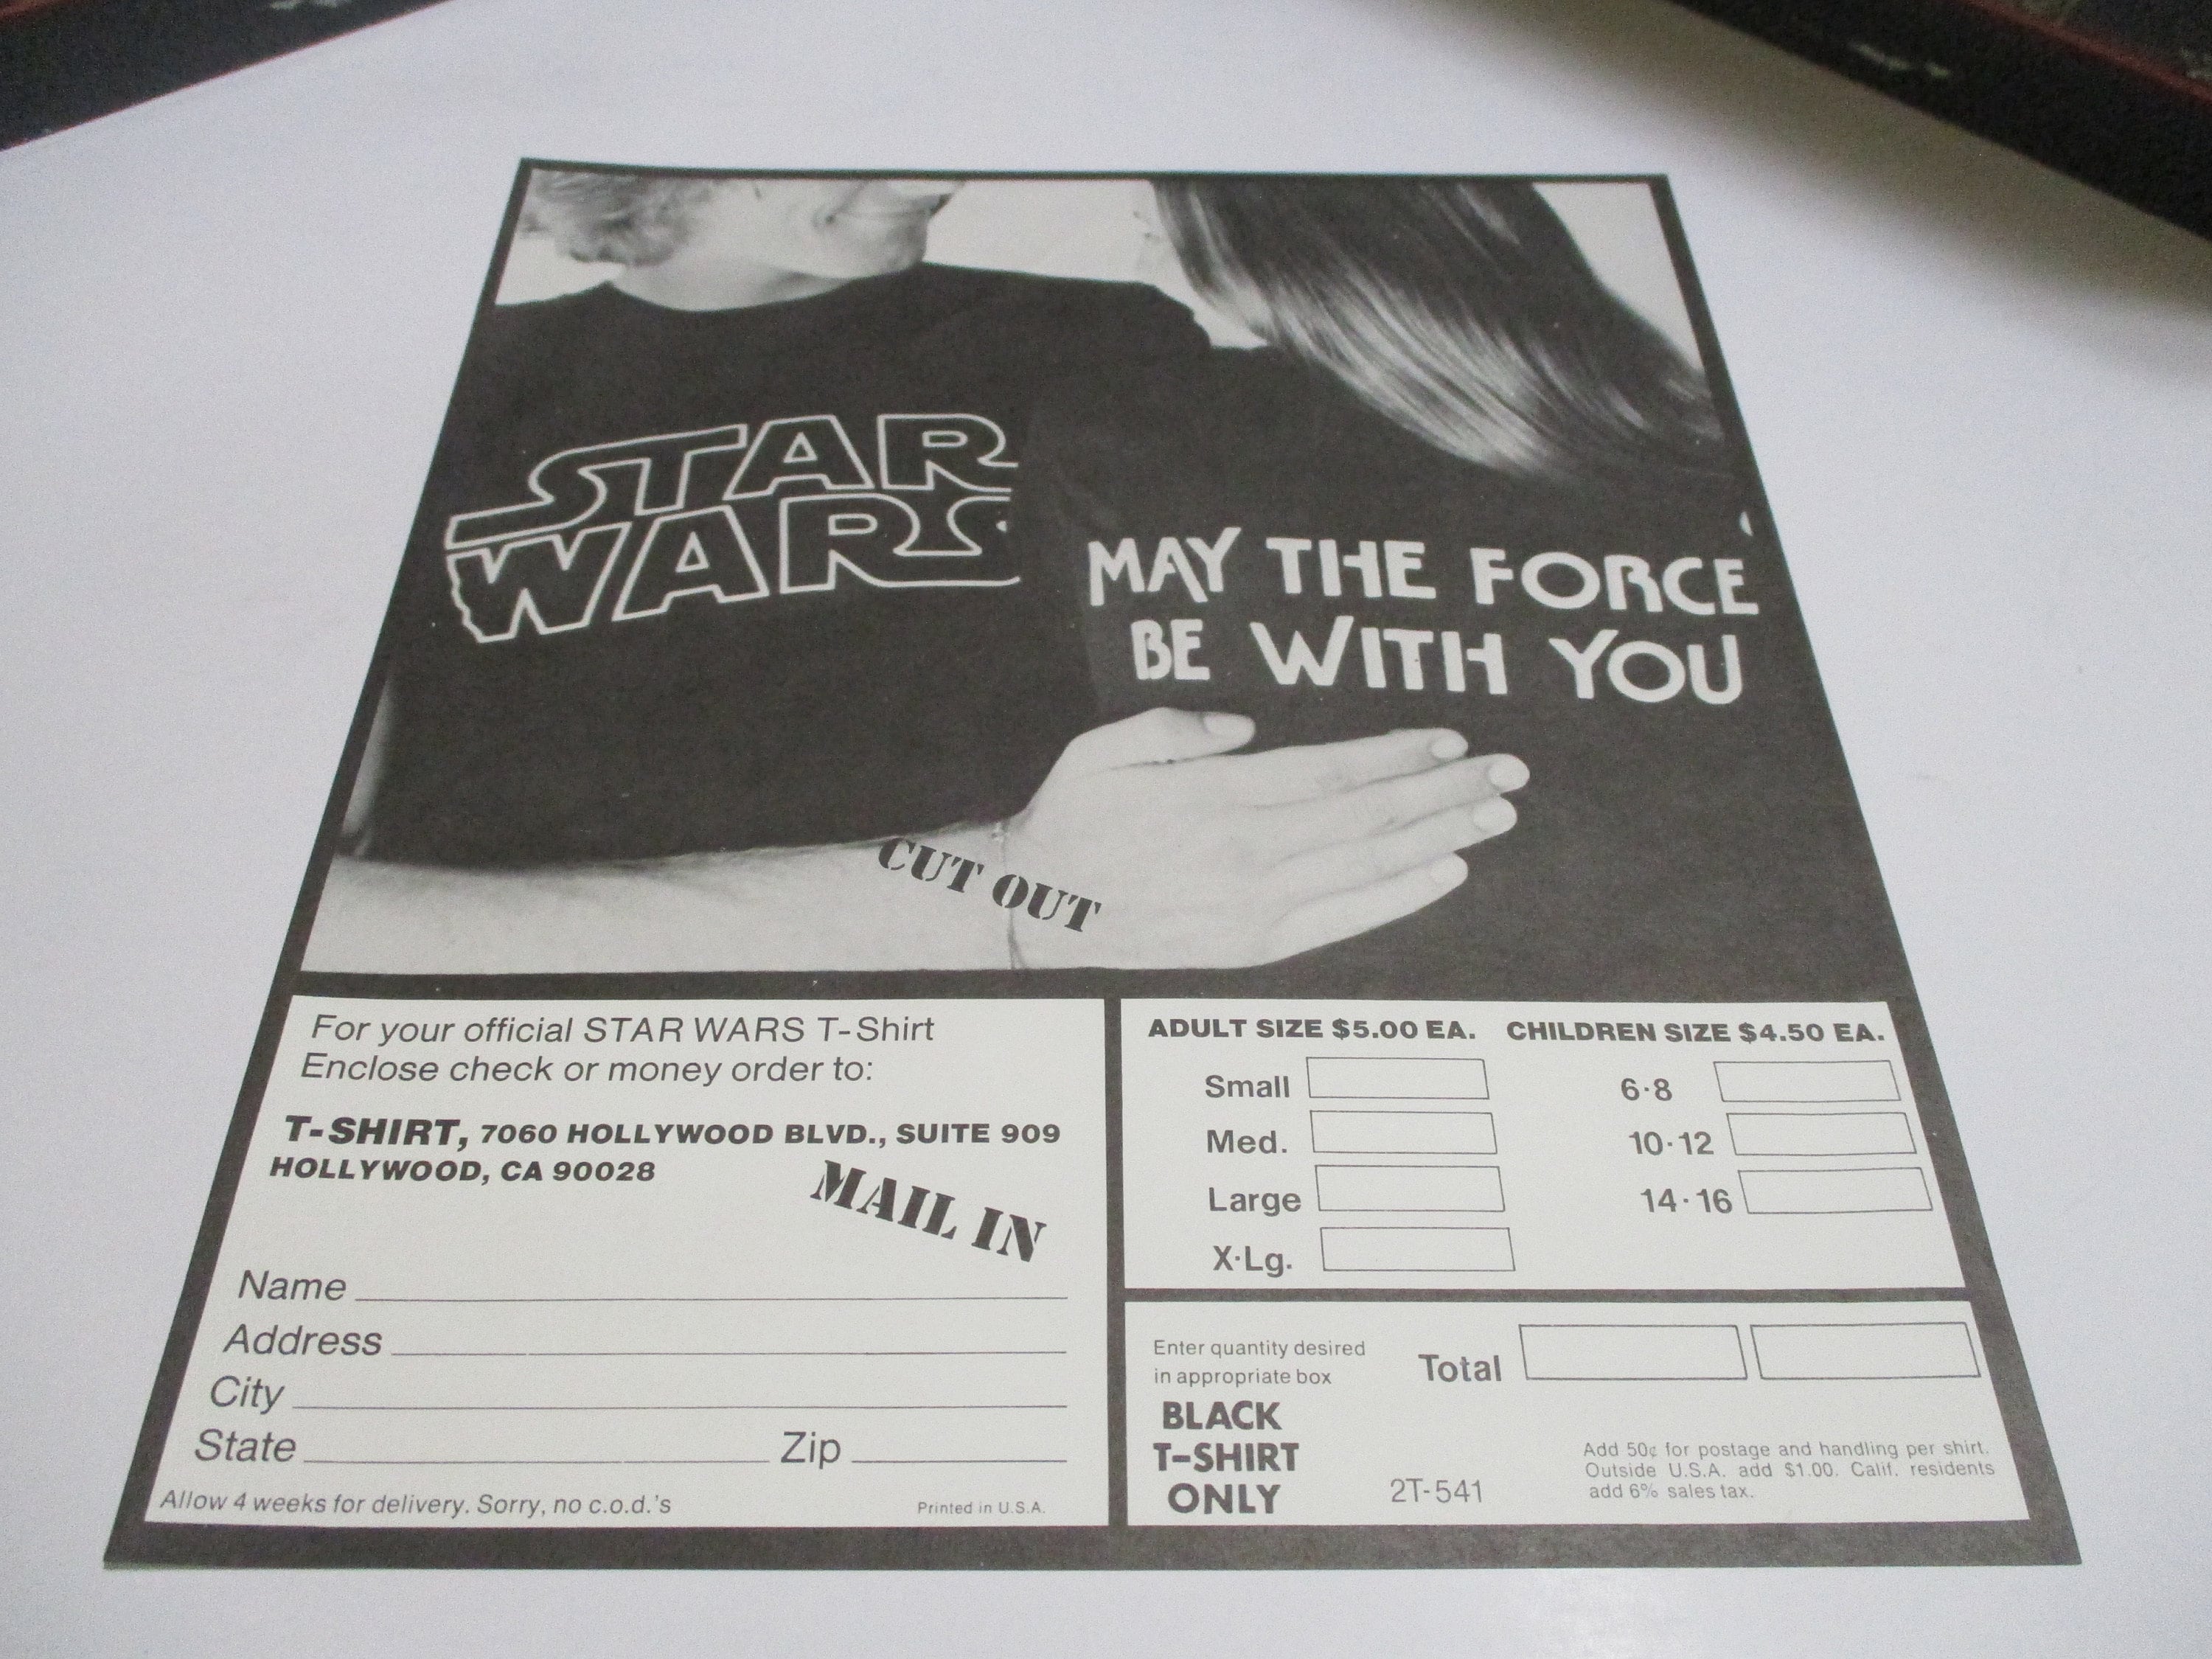 STAR
WARS
MAY THE FORCE
BE WITH YOU
CUT OUT
For your official STAR WARS T-Shirt
Enclose check or money order to:
T-SHIRT, 7060 HOLLYWOOD BLVD., SUITE 909
HOLLYWOOD, CA 90028
MAIL IN
Name
Address
City
State Zip
Allow 4 weeks for delivery. Sorry, no c.o.d.'s
Printed in U.S.A.
ADULT SIZE $5.00 EA. CHILDREN SIZE $4.50 EA.
Small 6-8
Med. 10-12
Large 14-16
X-Lg.
Enter quantity desired
in appropriate box
Total
BLACK
T-SHIRT
ONLY
2T-541
Add 50¢ for postage and handling per shirt.
Outside U.S.A. add $1.00. Calif. residents
add 6% sales tax.